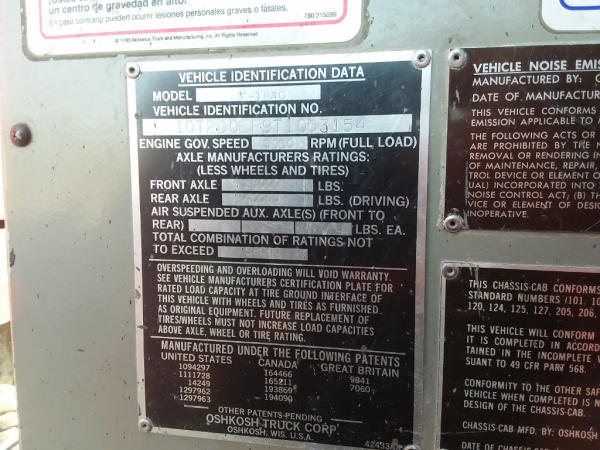 un centro de gravedad en alto!
En paso contrario pueden ocurrir lesiones personales graves o fatales.
780.215099
VEHICLE IDENTIFICATION DATA
MODEL
VEHICLE IDENTIFICATION NO.
ENGINE GOV. SPEED RPM (FULL LOAD)
AXLE MANUFACTURERS RATINGS:
(LESS WHEELS AND TIRES)
FRONT AXLE LBS.
REAR AXLE LBS. (DRIVING)
AIR SUSPENDED AUX. AXLE(S) (FRONT TO
REAR) LBS. EA.
TOTAL COMBINATION OF RATINGS NOT
TO EXCEED
OVERSPEEDING AND OVERLOADING WILL VOID WARRANTY.
SEE VEHICLE MANUFACTURERS CERTIFICATION PLATE FOR
RATED LOAD CAPACITY AT TIRE GROUND INTERFACE OF
THIS VEHICLE WITH WHEELS AND TIRES AS FURNISHED
AS ORIGINAL EQUIPMENT. FUTURE REPLACEMENT OF
TIRES/WHEELS MUST NOT INCREASE LOAD CAPACITIES
ABOVE AXLE, WHEEL OR TIRE RATING.
MANUFACTURED UNDER THE FOLLOWING PATENTS
UNITED STATES CANADA GREAT BRITAIN
1094297 164466 9841
1111728 165211 7060
14249 193869
1297962 194090
1297963
OTHER PATENTS PENDING
OSHKOSH TRUCK CORP.
OSHKOSH, WIS. U.S.A.
VEHICLE NOISE EMIS
MANUFACTURED BY: O
DATE OF MANUFACTUR
THIS VEHICLE CONFORMS
EMISSION APPLICABLE TO M
THE FOLLOWING ACTS OR
ARE PROHIBITED BY THE N
REMOVAL OR RENDERING IN
OF MAINTENANCE, REPAIR,
TROL DEVICE OR ELEMENT O
UAL) INCORPORATED INTO
NOISE CONTROL ACT; (B) TH
VICE OR ELEMENT OF DESIG
INOPERATIVE.
THIS CHASSIS-CAB CONFORMS
STANDARD NUMBERS /101, 10
120, 124, 125, 127, 205, 206,
THIS VEHICLE WILL CONFORM
IT IS COMPLETED IN ACCORD
TAINED IN THE INCOMPLETE V
SUANT TO 49 CFR PART 568.
CONFORMITY TO THE OTHER SAF
VEHICLE WHEN COMPLETED IS N
DESIGN OF THE CHASSIS-CAB.
CHASSIS-CAB MFD. BY: OSHKOSH
DATE OF CHASSIS